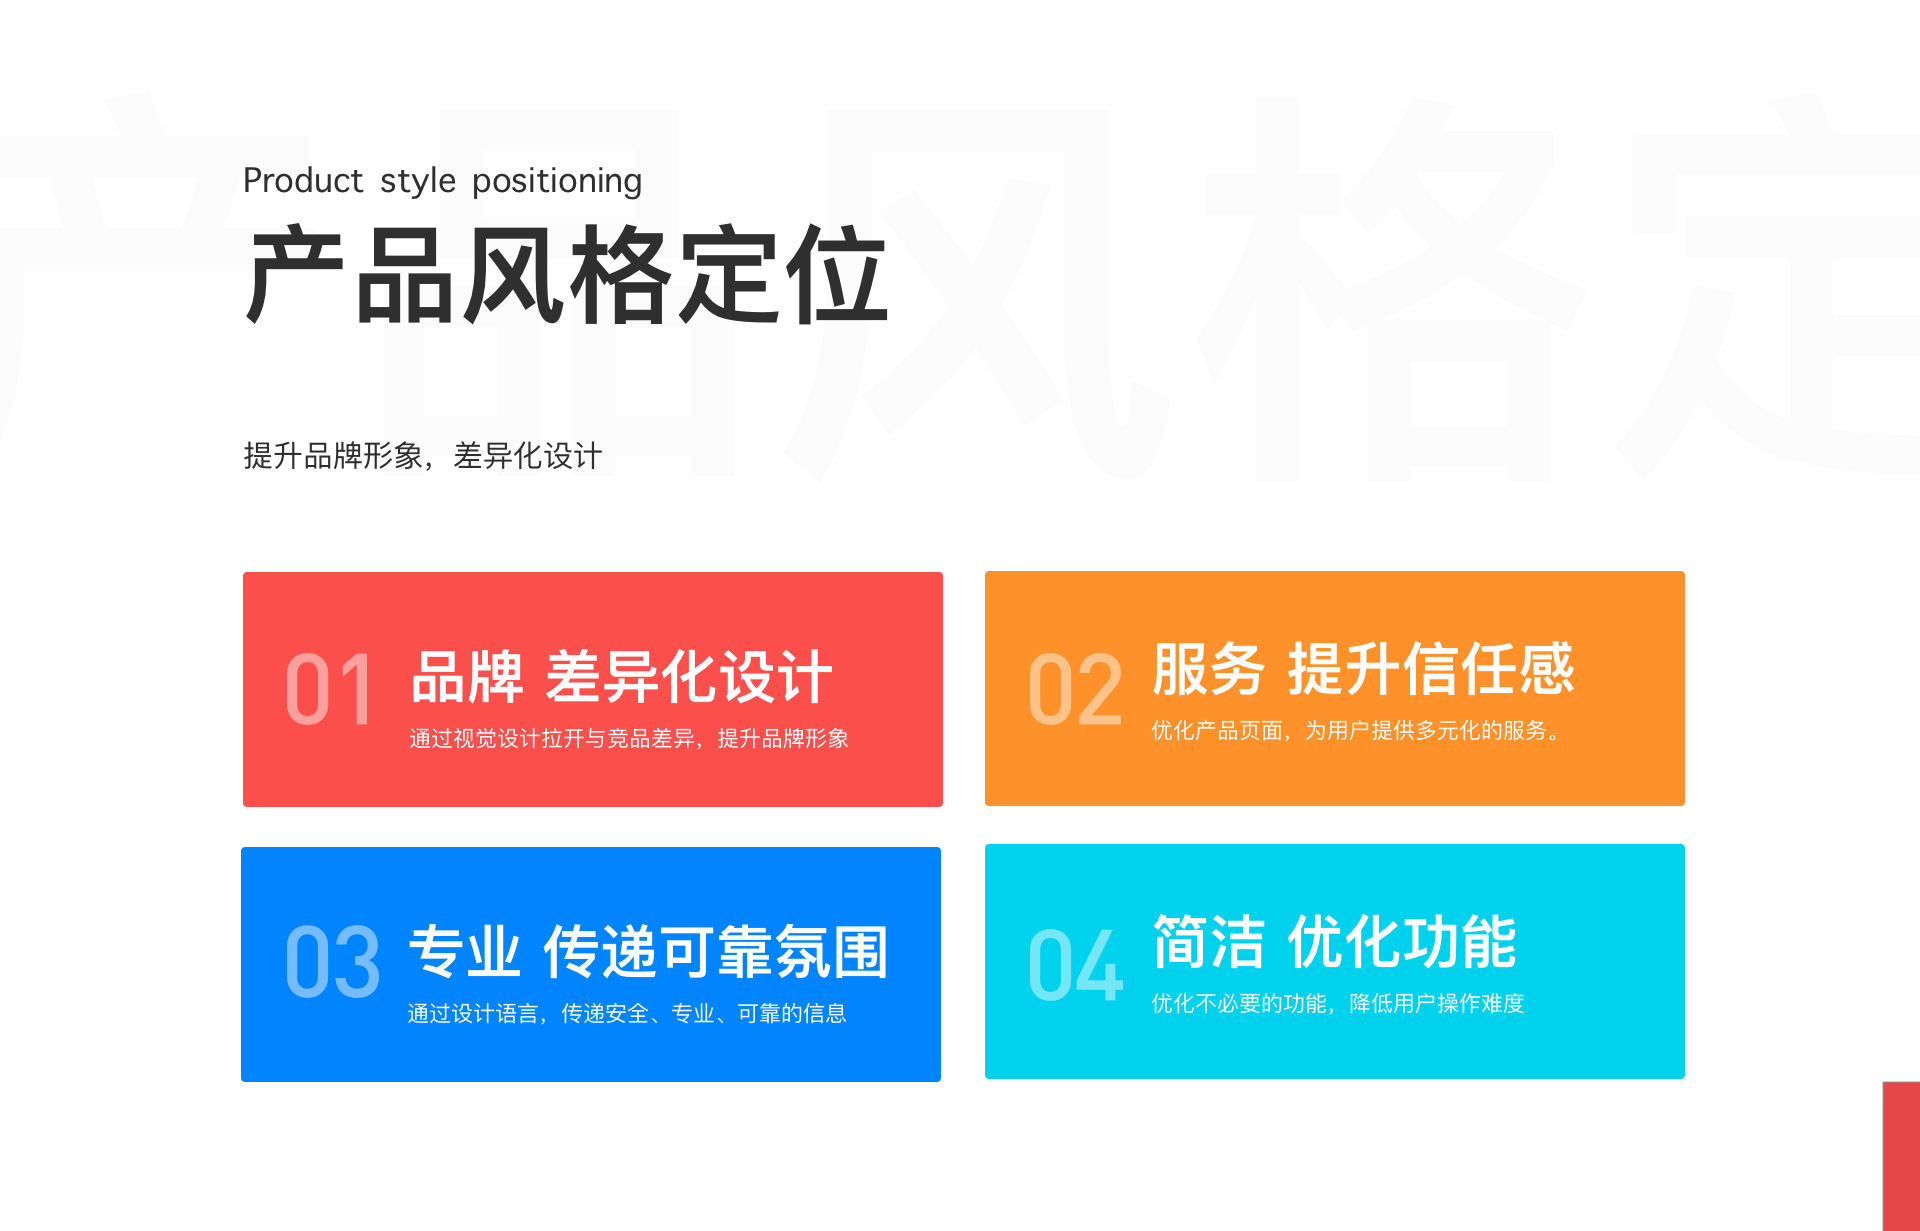 产品风格定
Product style positioning
产品风格定位
提升品牌形象，差异化设计
01
品牌 差异化设计
通过视觉设计拉开与竞品差异，提升品牌形象
02
服务 提升信任感
优化产品页面，为用户提供多元化的服务。
03
专业 传递可靠氛围
通过设计语言，传递安全、专业、可靠的信息
04
简洁 优化功能
优化不必要的功能，降低用户操作难度